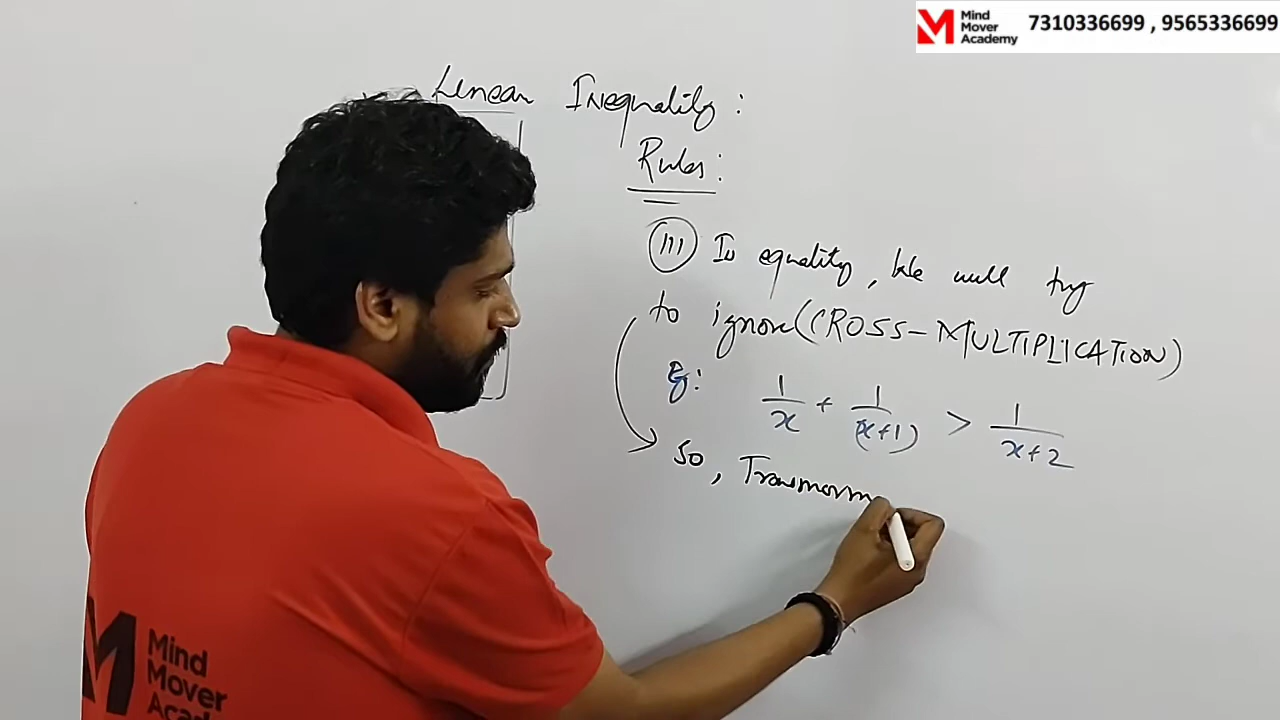 Mind
Mover
Academy
7310336699 , 9565336699
Linear Inequality:
Rules:
(III) In equality, We will try
to ignore (CROSS-MULTIPLICATION)
Eg: 1/x + 1/(x+1) > 1/x+2
So,
Mind
Mover
Acad